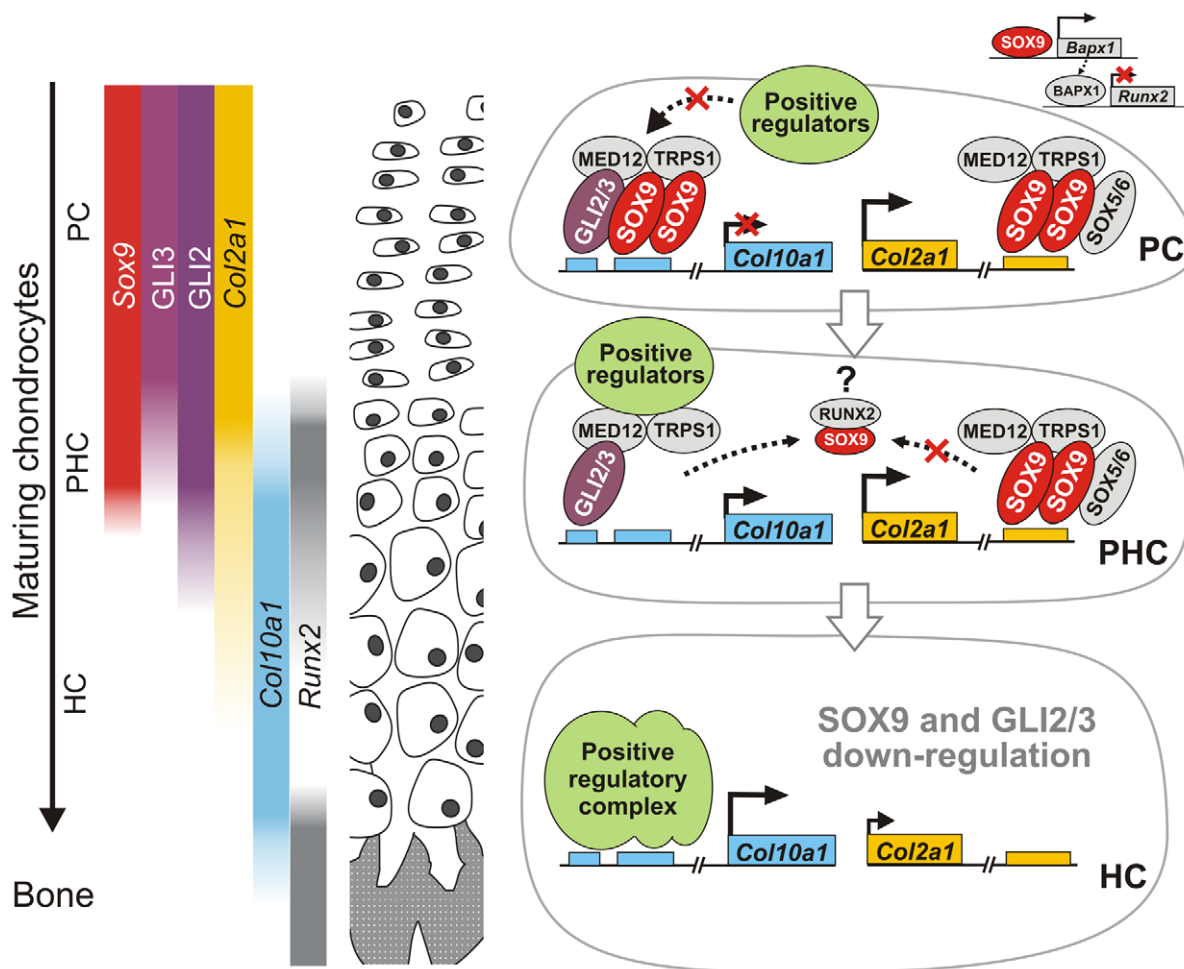 Maturing chondrocytes
PC
PHC
HC
Bone
Sox9
GLI3
GLI2
Col2a1
Col10a1
Runx2
SOX9
Bapx1
BAPX1
Runx2
Positive
regulators
MED12
TRPS1
GLI2/3
SOX9
SOX9
Col10a1
Col2a1
MED12
TRPS1
SOX9
SOX9
SOX5/6
PC
Positive
regulators
MED12
TRPS1
GLI2/3
?
RUNX2
SOX9
Col10a1
Col2a1
MED12
TRPS1
SOX9
SOX9
SOX5/6
PHC
SOX9 and GLI2/3
down-regulation
Positive
regulatory
complex
Col10a1
Col2a1
HC